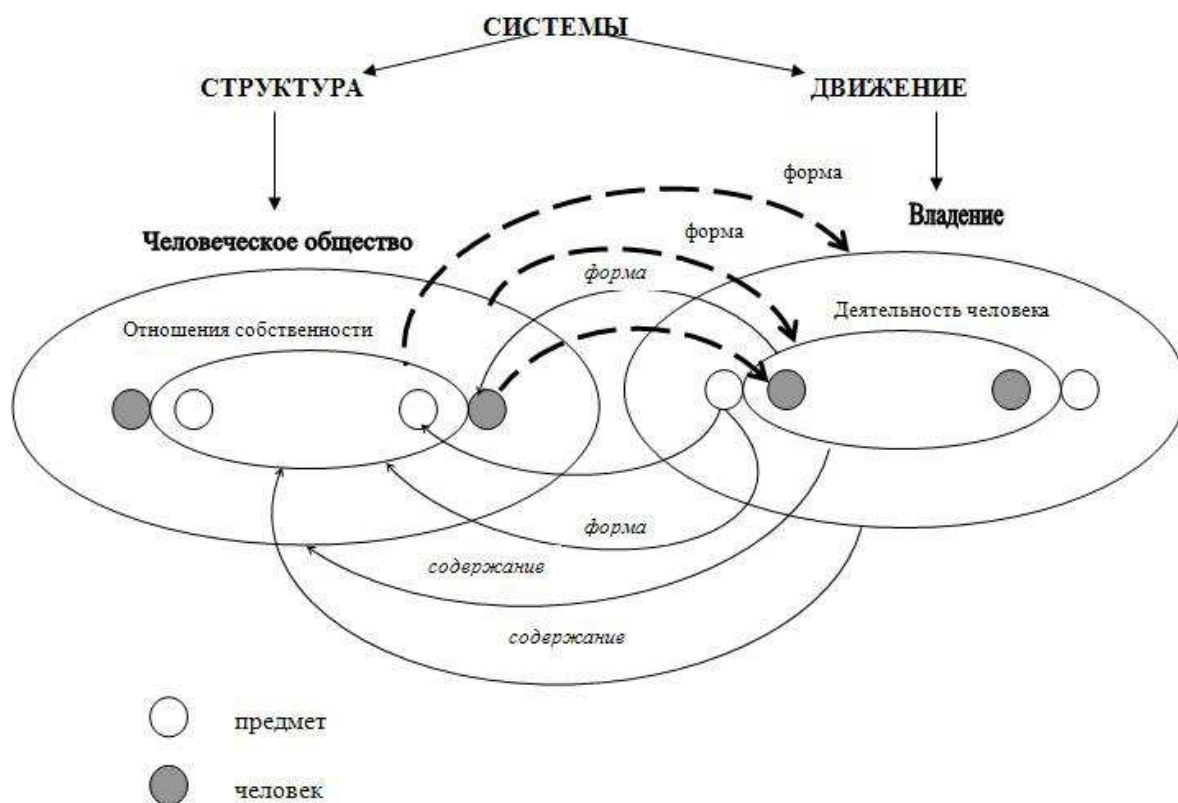 СИСТЕМЫ
СТРУКТУРА
ДВИЖЕНИЕ
форма
Владение
Человеческое общество
форма
форма
Отношения собственности
Деятельность человека
форма
содержание
содержание
предмет
человек